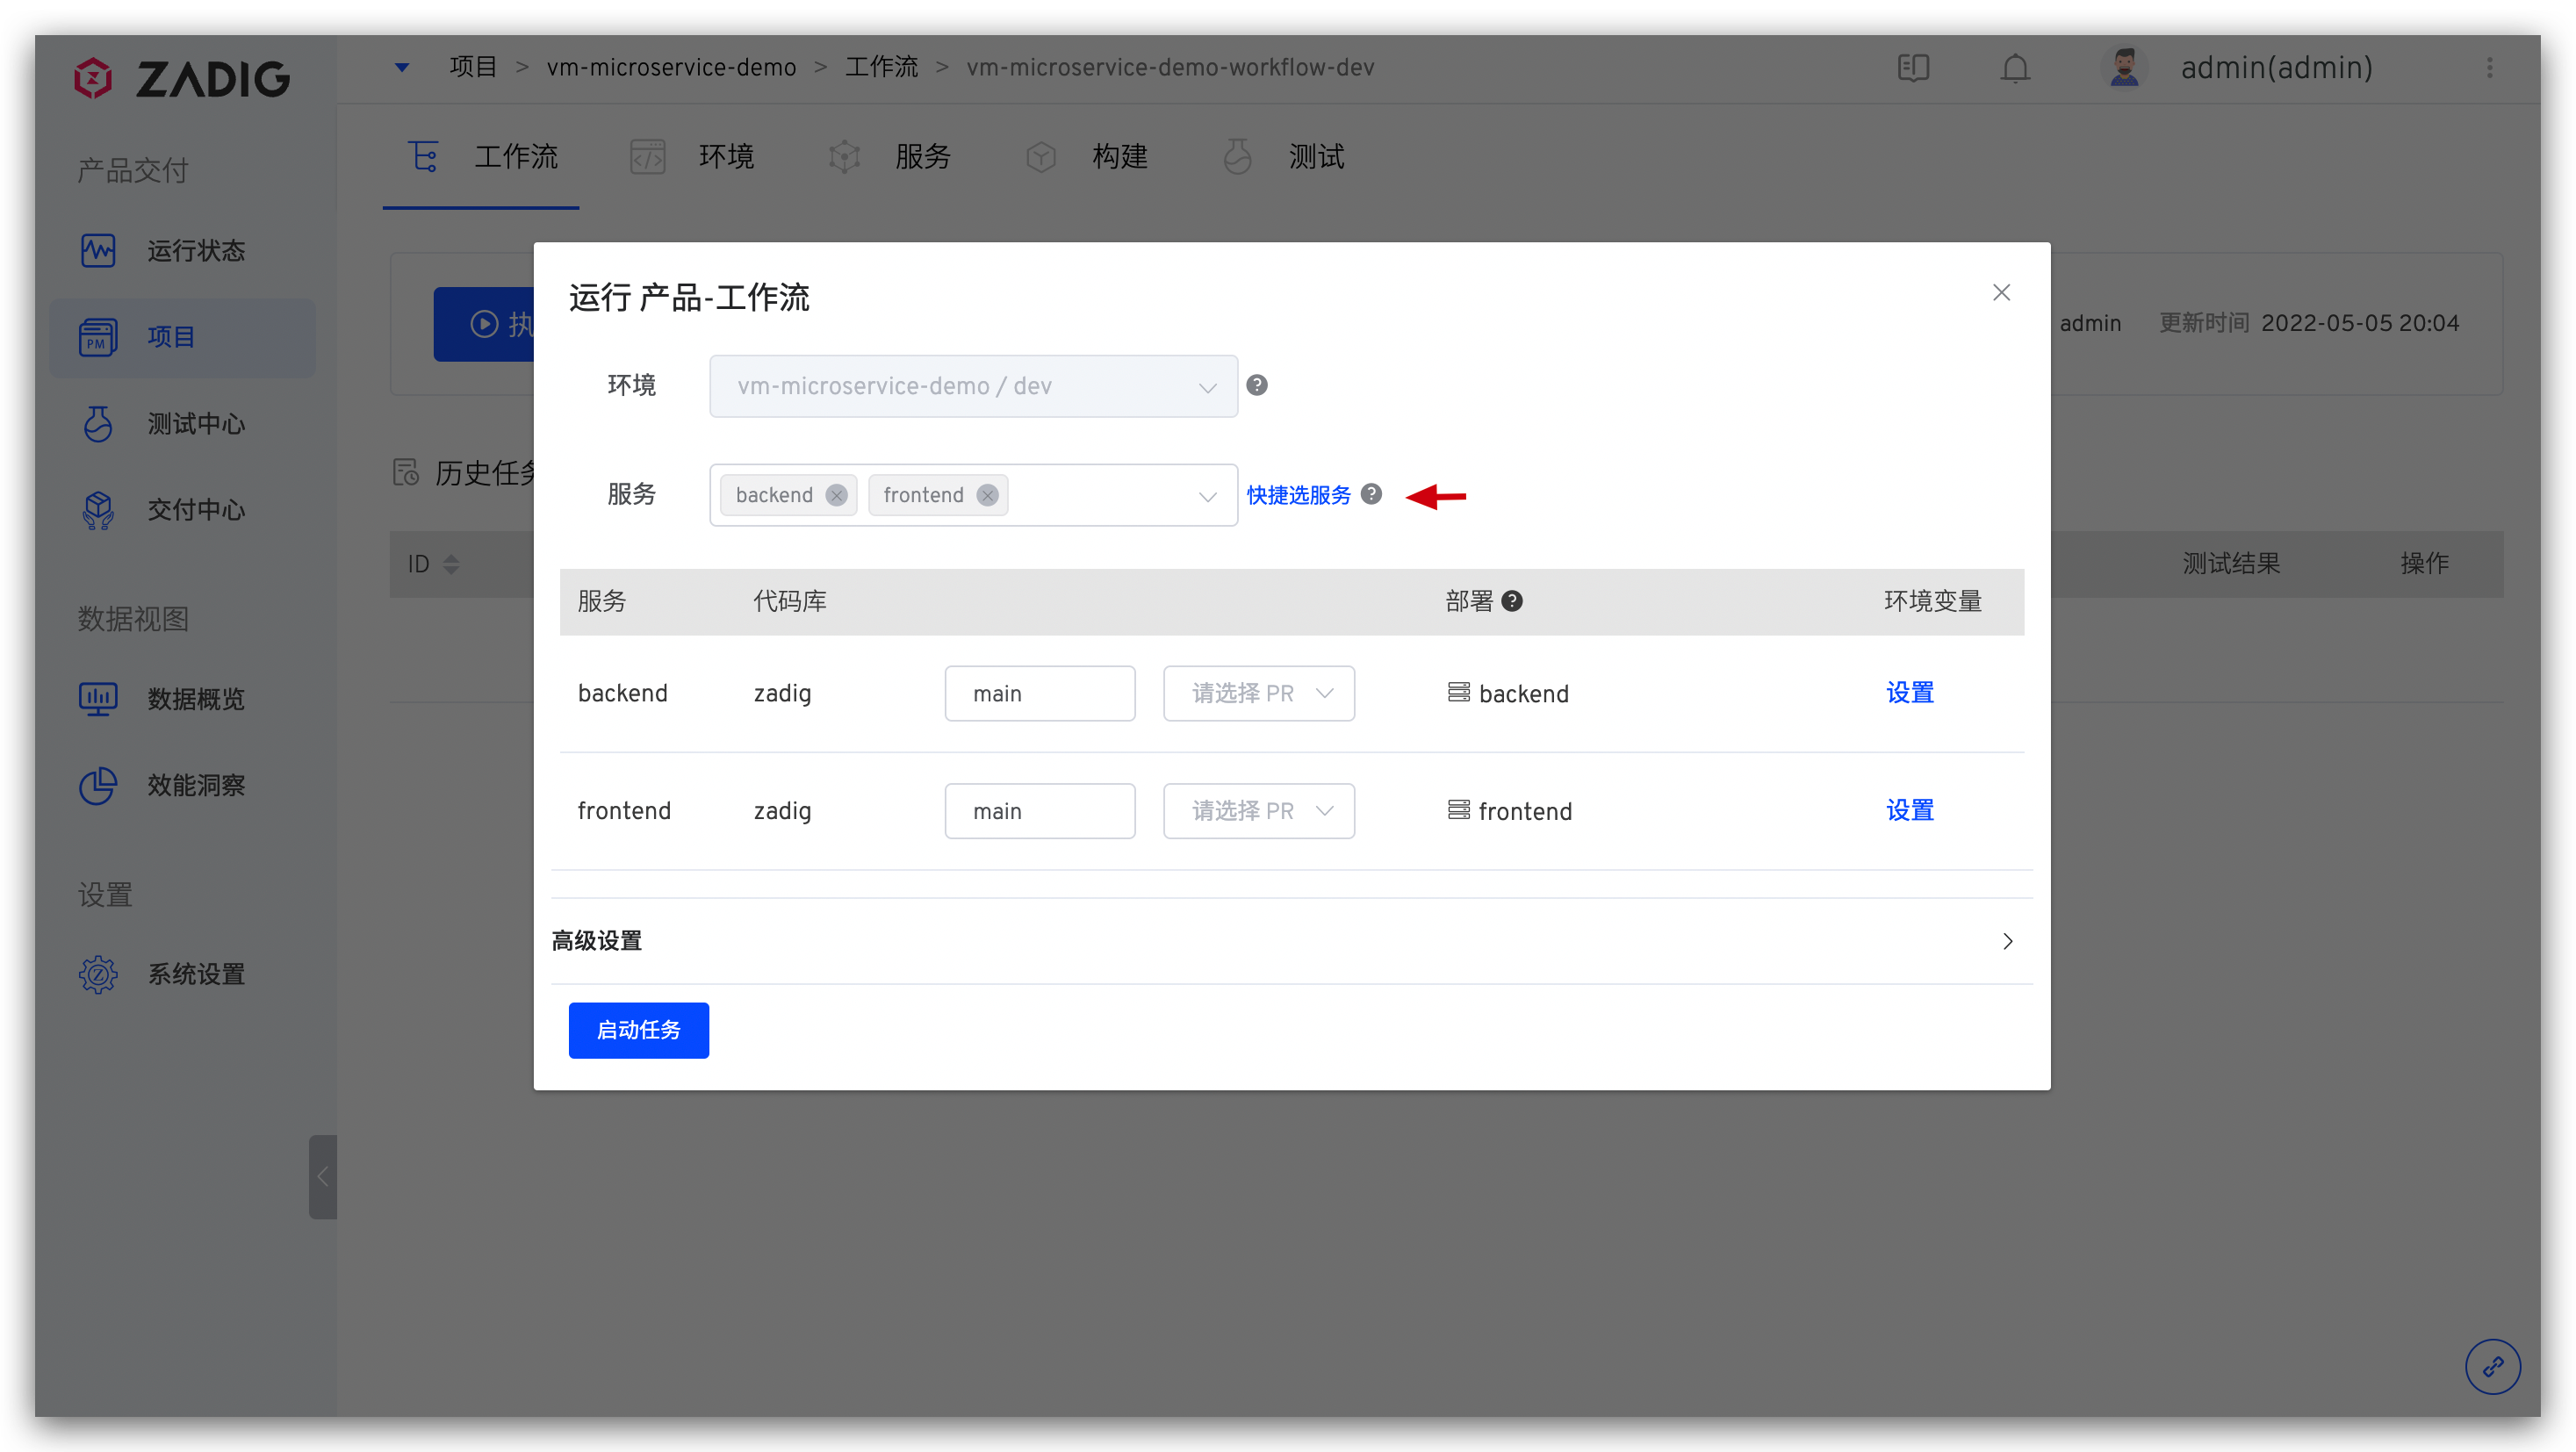 ZADIG
项目 > vm-microservice-demo > 工作流 > vm-microservice-demo-workflow-dev
admin(admin)
产品交付
运行状态
项目
PM
测试中心
交付中心
数据视图
数据概览
效能洞察
设置
系统设置
工作流 环境 服务 构建 测试
执
admin 更新时间 2022-05-05 20:04
历史任务
ID 测试结果 操作
运行 产品-工作流
环境 vm-microservice-demo / dev ?
服务 backend frontend 快捷选服务 ?
服务 代码库 部署 ? 环境变量
backend zadig main 请选择 PR backend 设置
frontend zadig main 请选择 PR frontend 设置
高级设置
启动任务